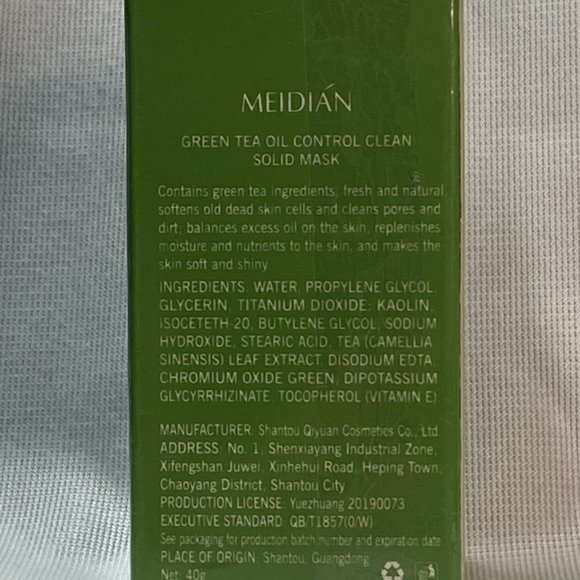 MEIDIÁN
GREEN TEA OIL CONTROL CLEAN
SOLID MASK
Contains green tea ingredients, fresh and natural
softens old dead skin cells and cleans pores and
dirt; balances excess oil on the skin, replenishes
moisture and nutrients to the skin, and makes the
skin soft and shiny.
INGREDIENTS: WATER, PROPYLENE GLYCOL,
GLYCERIN, TITANIUM DIOXIDE; KAOLIN,
ISOCETETH-20, BUTYLENE GLYCOL, SODIUM
HYDROXIDE, STEARIC ACID, TEA (CAMELLIA
SINENSIS) LEAF EXTRACT, DISODIUM EDTA,
CHROMIUM OXIDE GREEN, DIPOTASSIUM
GLYCYRRHIZINATE, TOCOPHEROL (VITAMIN E).
MANUFACTURER: Shantou Qiyuan Cosmetics Co., Ltd
ADDRESS: No. 1, Shenxiayang Industrial Zone,
Xifengshan Juwei, Xinhehui Road, Heping Town,
Chaoyang District, Shantou City
PRODUCTION LICENSE: Yuezhuang 20190073
EXECUTIVE STANDARD: QB/T1857(O/W)
See packaging for production batch number and expiration date
PLACE OF ORIGIN: Shantou, Guangdong
Net: 40g